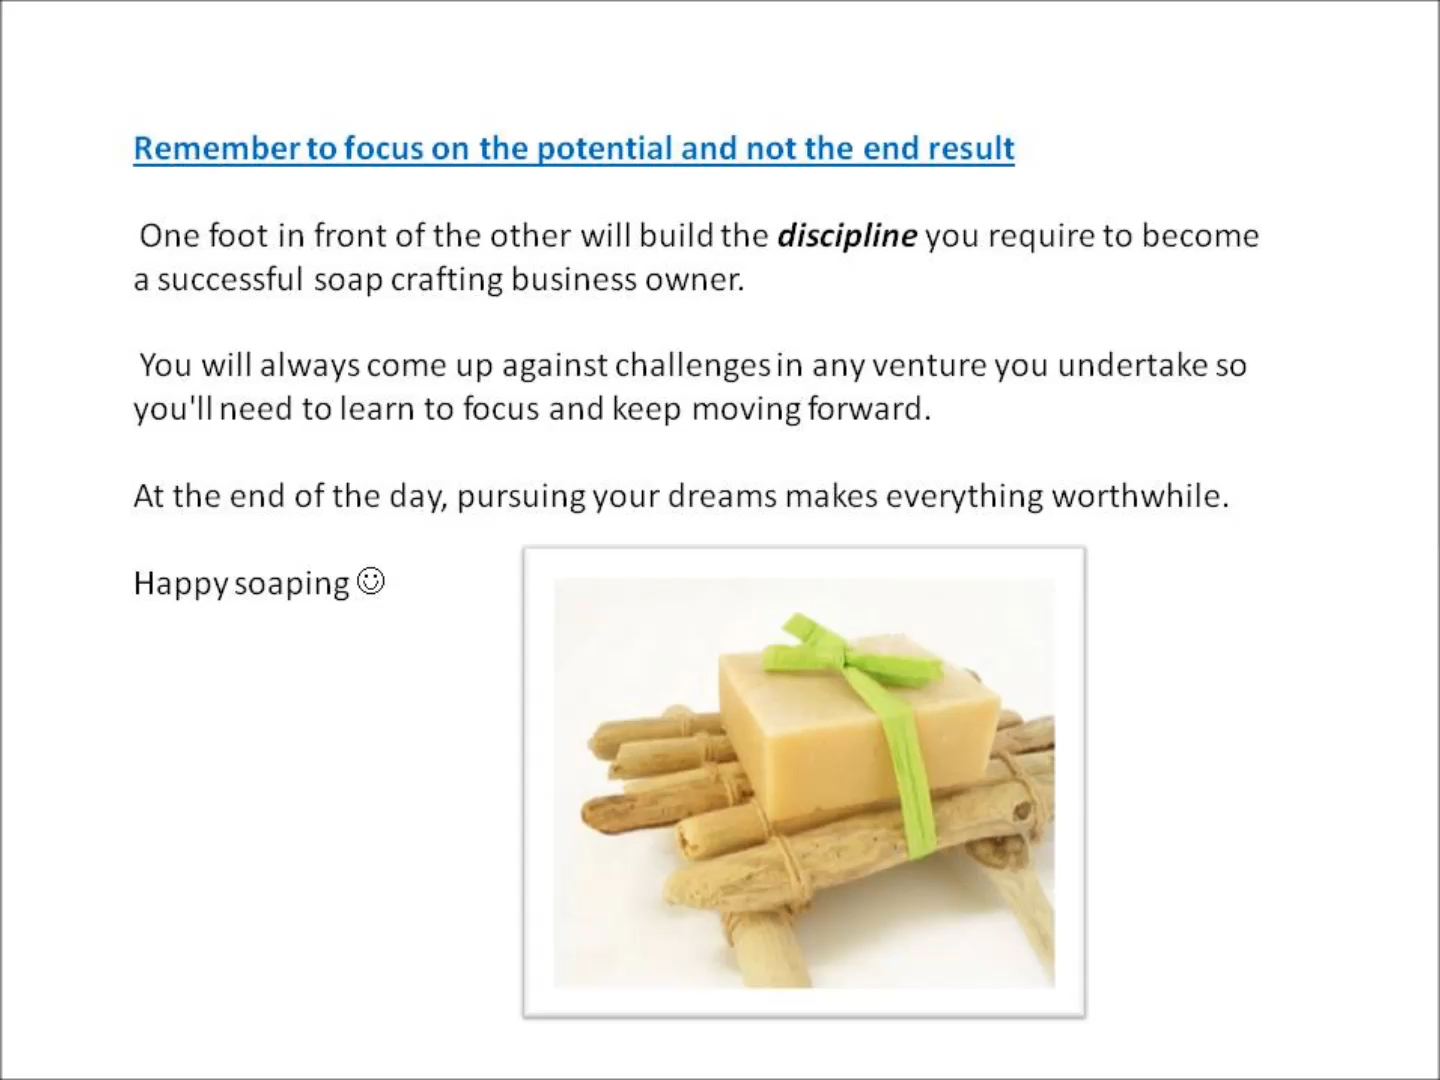 Remember to focus on the potential and not the end result
One foot in front of the other will build the discipline you require to become
a successful soap crafting business owner.
You will always come up against challenges in any venture you undertake so
you'll need to learn to focus and keep moving forward.
At the end of the day, pursuing your dreams makes everything worthwhile.
Happy soaping ☺